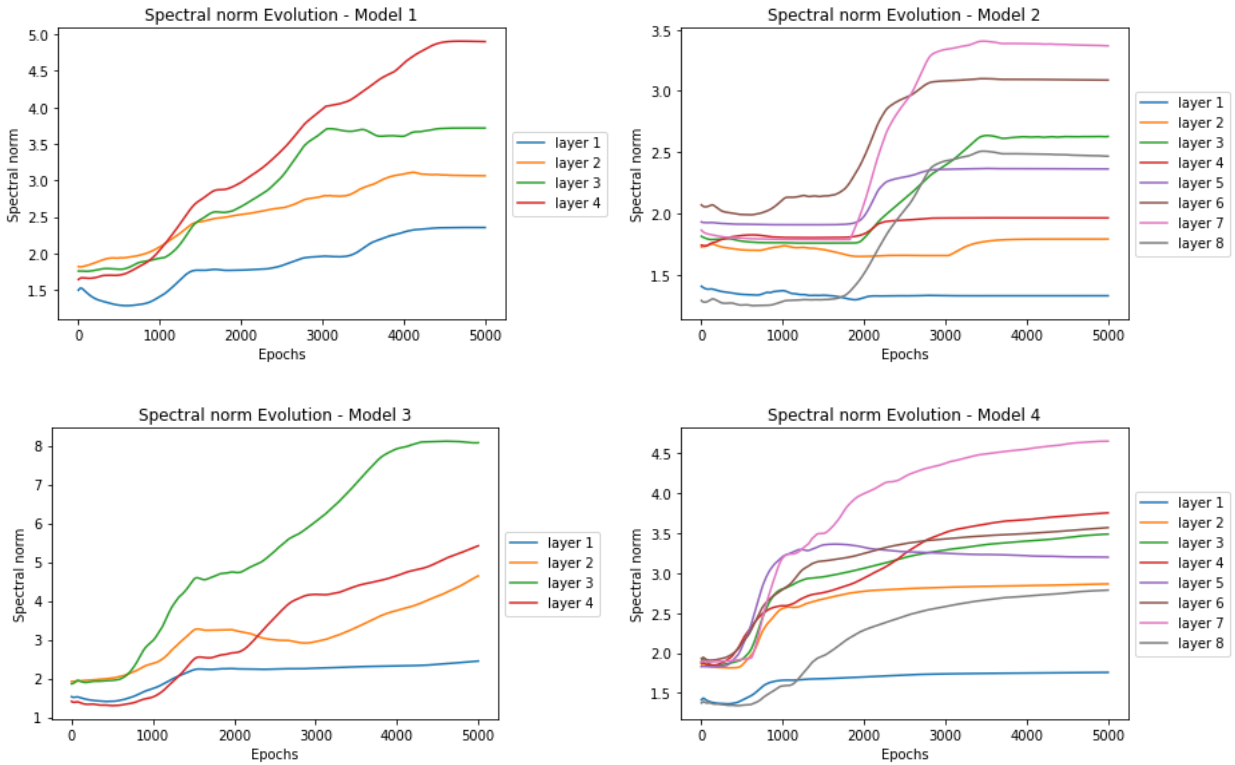 Spectral norm Evolution - Model 1
5.0
4.5
4.0
3.5
3.0
2.5
2.0
1.5
Spectral norm
0 1000 2000 3000 4000 5000
Epochs
layer 1
layer 2
layer 3
layer 4
Spectral norm Evolution - Model 2
3.5
3.0
2.5
2.0
1.5
Spectral norm
0 1000 2000 3000 4000 5000
Epochs
layer 1
layer 2
layer 3
layer 4
layer 5
layer 6
layer 7
layer 8
Spectral norm Evolution - Model 3
8
7
6
5
4
3
2
1
Spectral norm
0 1000 2000 3000 4000 5000
Epochs
layer 1
layer 2
layer 3
layer 4
Spectral norm Evolution - Model 4
4.5
4.0
3.5
3.0
2.5
2.0
1.5
Spectral norm
0 1000 2000 3000 4000 5000
Epochs
layer 1
layer 2
layer 3
layer 4
layer 5
layer 6
layer 7
layer 8